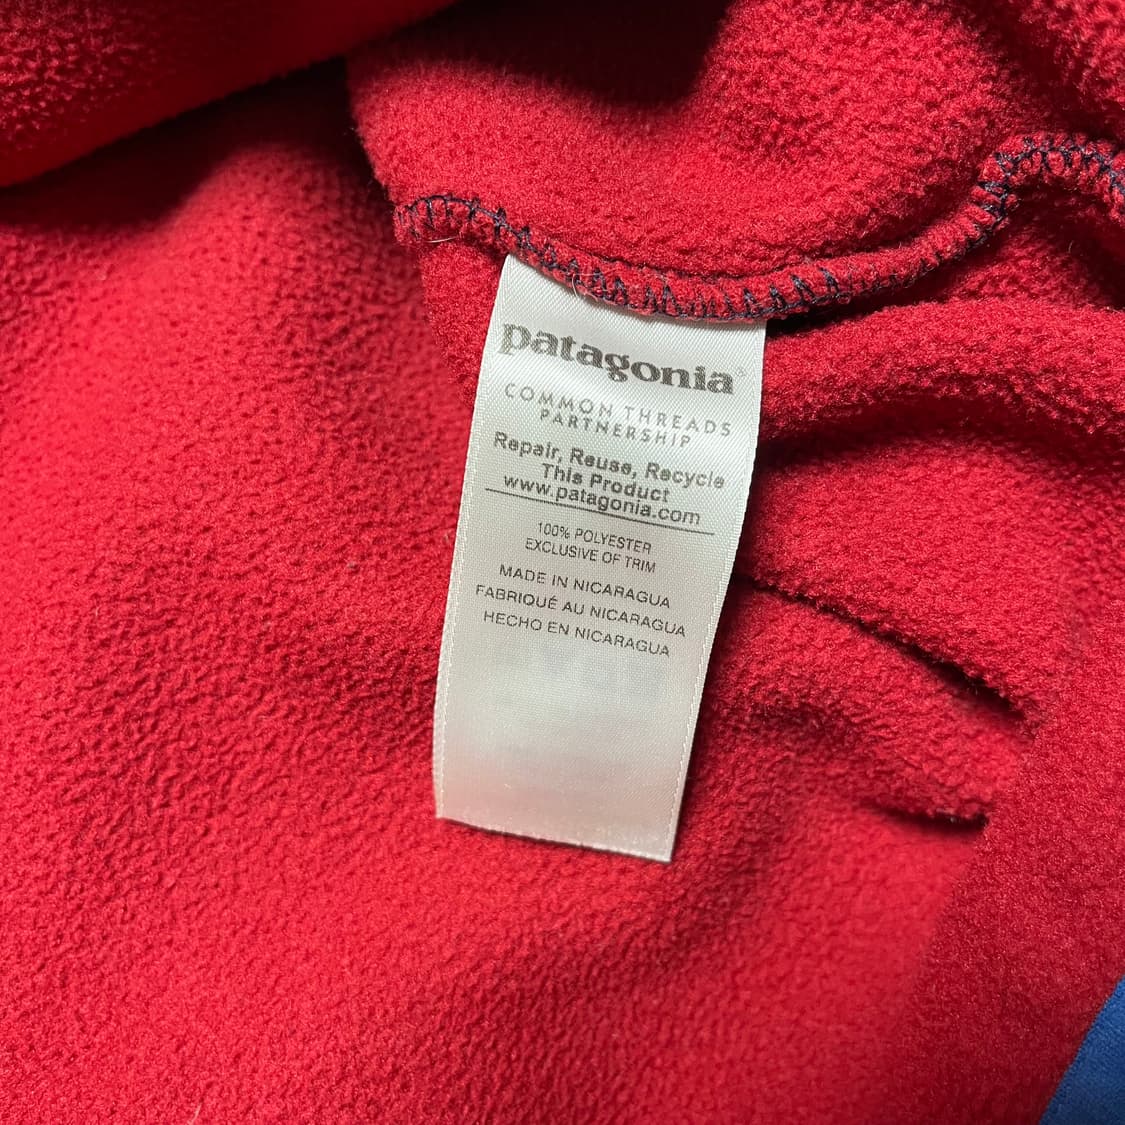 patagonia
COMMON THREADS
PARTNERSHIP
Repair, Reuse, Recycle
This Product
www.patagonia.com
100% POLYESTER
EXCLUSIVE OF TRIM
MADE IN NICARAGUA
FABRIQUÉ AU NICARAGUA
HECHO EN NICARAGUA